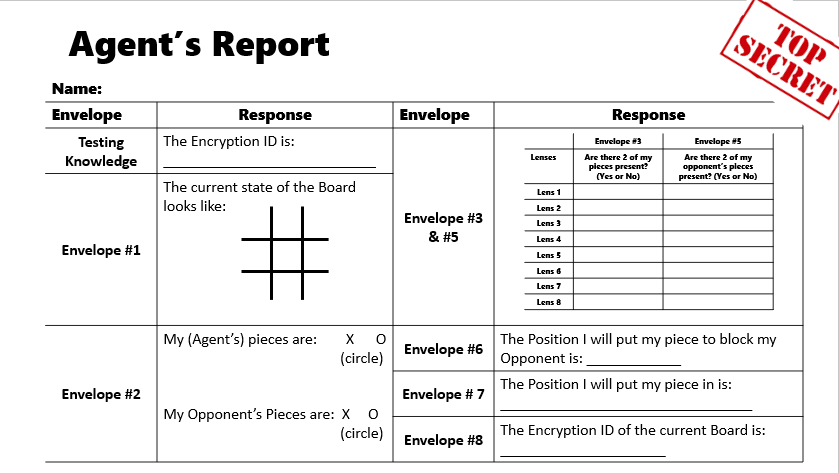 Agent's Report
TOP
SECRET
Name:
Envelope Response Envelope Response
Testing
Knowledge
The Encryption ID is:
Envelope #1
The current state of the Board
looks like:
Envelope #2
My (Agent's) pieces are: X O
(circle)
My Opponent's Pieces are: X O
(circle)
Envelope #3
& #5
Envelope #3 Envelope #5
Lenses
Are there 2 of my
pieces present?
(Yes or No)
Are there 2 of my
opponent's pieces
present? (Yes or No)
Lens 1
Lens 2
Lens 3
Lens 4
Lens 5
Lens 6
Lens 7
Lens 8
Envelope #6
The Position I will put my piece to block my
Opponent is:
Envelope # 7
The Position I will put my piece in is:
Envelope #8
The Encryption ID of the current Board is: